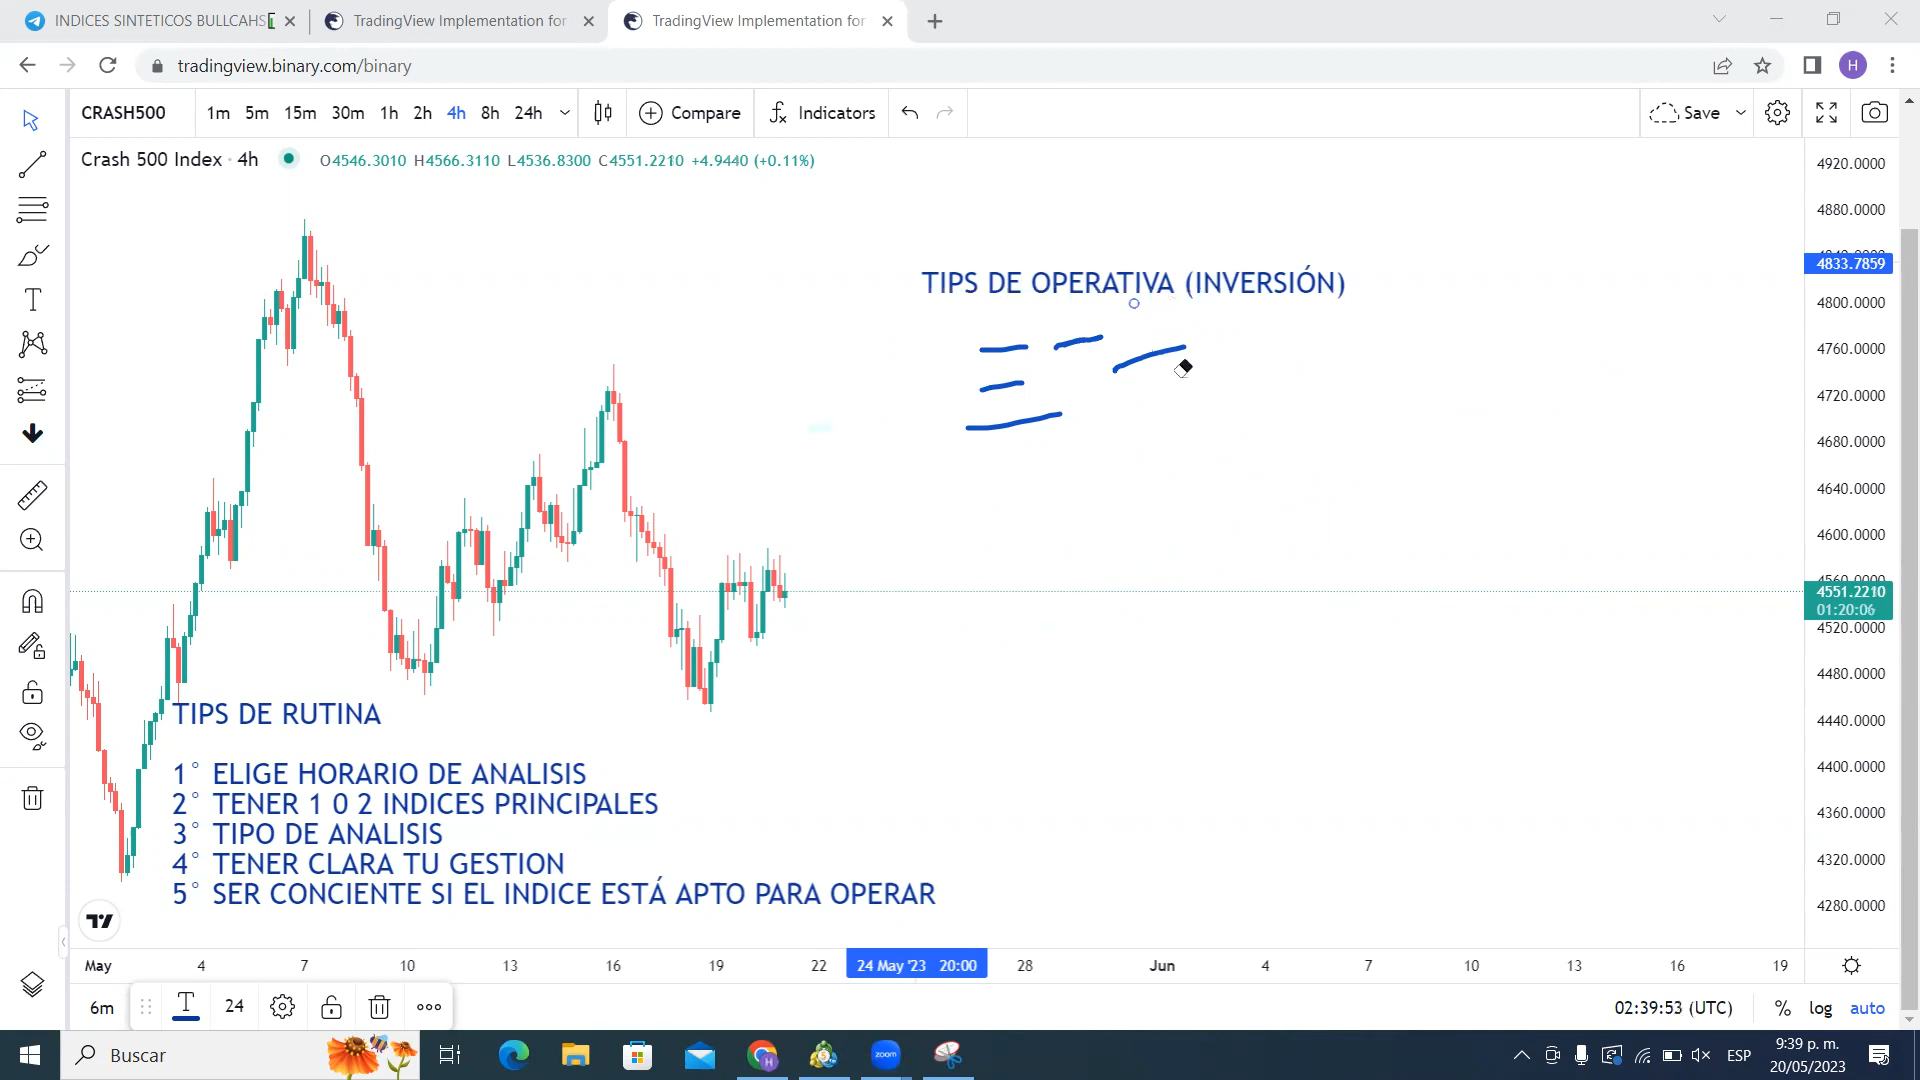 INDICES SINTETICOS BULLCAHS
TradingView Implementation for
TradingView Implementation for
tradingview.binary.com/binary
H
CRASH500
1m 5m 15m 30m 1h 2h 4h 8h 24h
Compare
Indicators
Save
Crash 500 Index · 4h
O4546.3010 H4566.3110 L4536.8300 C4551.2210 +4.9440 (+0.11%)
TIPS DE OPERATIVA (INVERSIÓN)
4920.0000
4880.0000
4833.7859
4800.0000
4760.0000
4720.0000
4680.0000
4640.0000
4600.0000
4560.0000
4551.2210
01:20:06
4520.0000
4480.0000
4440.0000
4400.0000
4360.0000
4320.0000
4280.0000
TIPS DE RUTINA
1° ELIGE HORARIO DE ANALISIS
2° TENER 1 0 2 INDICES PRINCIPALES
3° TIPO DE ANALISIS
4° TENER CLARA TU GESTION
5° SER CONCIENTE SI EL INDICE ESTÁ APTO PARA OPERAR
May 4 7 10 13 16 19 22 24 May '23 20:00 28 Jun 4 7 10 13 16 19
6m
T
24
02:39:53 (UTC)
% log auto
Buscar
zoom
ESP
9:39 p. m.
20/05/2023